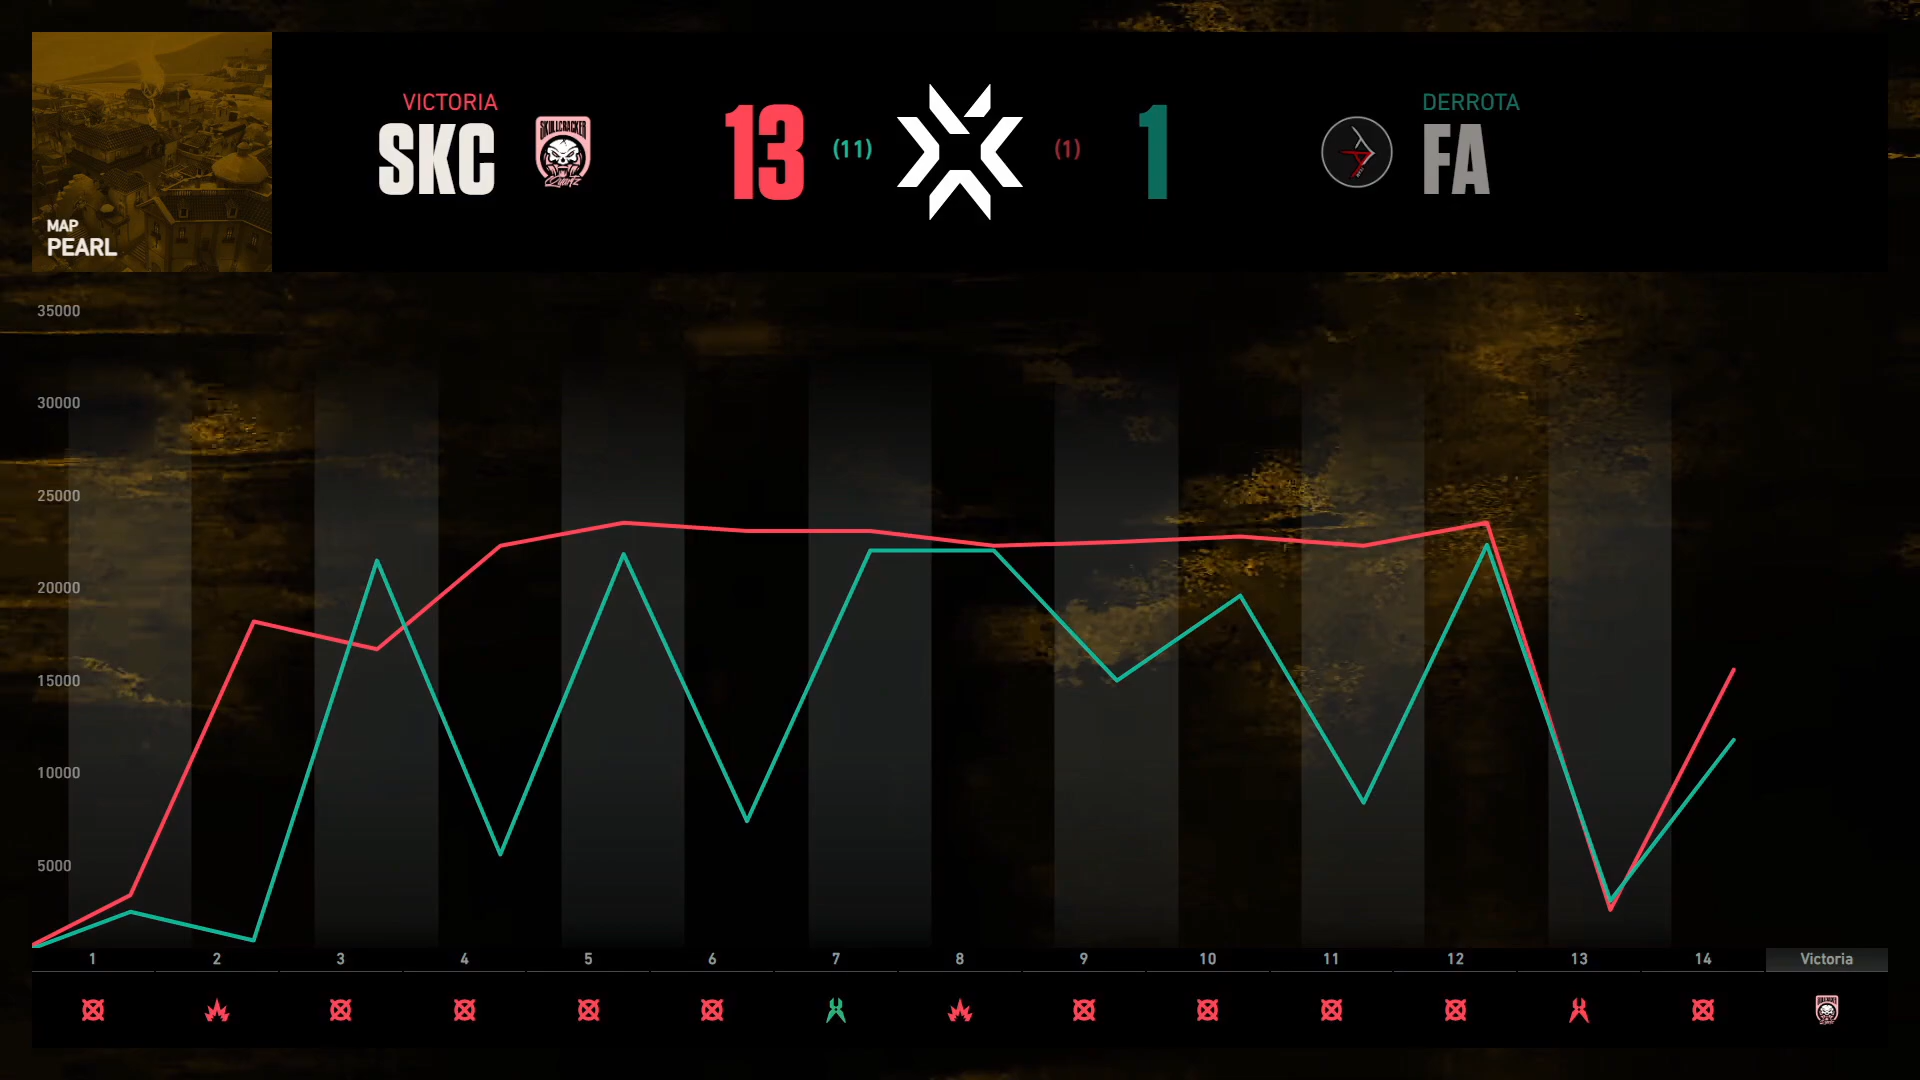 VICTORIA
SKC
SKULLCRACKER
13
(11)
(1)
1
DERROTA
FA
MAP
PEARL
35000
30000
25000
20000
15000
10000
5000
1 2 3 4 5 6 7 8 9 10 11 12 13 14 Victoria